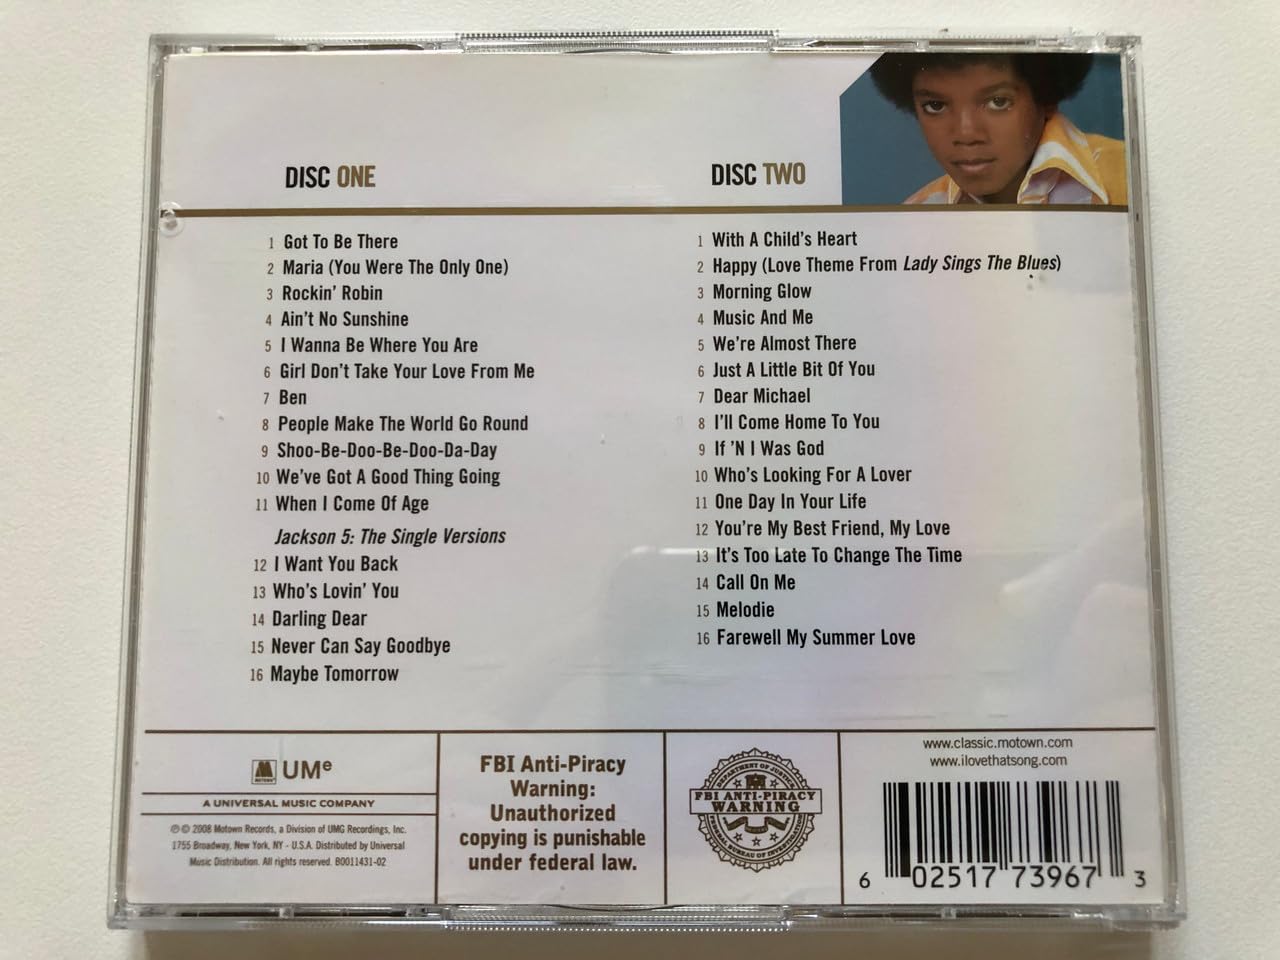 DISC ONE
1 Got To Be There
2 Maria (You Were The Only One)
3 Rockin' Robin
4 Ain't No Sunshine
5 I Wanna Be Where You Are
6 Girl Don't Take Your Love From Me
7 Ben
8 People Make The World Go Round
9 Shoo-Be-Doo-Be-Doo-Da-Day
10 We've Got A Good Thing Going
11 When I Come Of Age
Jackson 5: The Single Versions
12 I Want You Back
13 Who's Lovin' You
14 Darling Dear
15 Never Can Say Goodbye
16 Maybe Tomorrow
DISC TWO
1 With A Child's Heart
2 Happy (Love Theme From Lady Sings The Blues)
3 Morning Glow
4 Music And Me
5 We're Almost There
6 Just A Little Bit Of You
7 Dear Michael
8 I'll Come Home To You
9 If 'N I Was God
10 Who's Looking For A Lover
11 One Day In Your Life
12 You're My Best Friend, My Love
13 It's Too Late To Change The Time
14 Call On Me
15 Melodie
16 Farewell My Summer Love
MOTOWN UMe
A UNIVERSAL MUSIC COMPANY
℗ © 2008 Motown Records, a Division of UMG Recordings, Inc.
1755 Broadway, New York, NY - U.S.A. Distributed by Universal
Music Distribution. All rights reserved. B0011431-02
FBI Anti-Piracy
Warning:
Unauthorized
copying is punishable
under federal law.
DEPARTMENT OF JUSTICE
FBI ANTI-PIRACY
WARNING
FEDERAL BUREAU OF INVESTIGATION
www.classic.motown.com
www.ilovethatsong.com
6 02517 73967 3